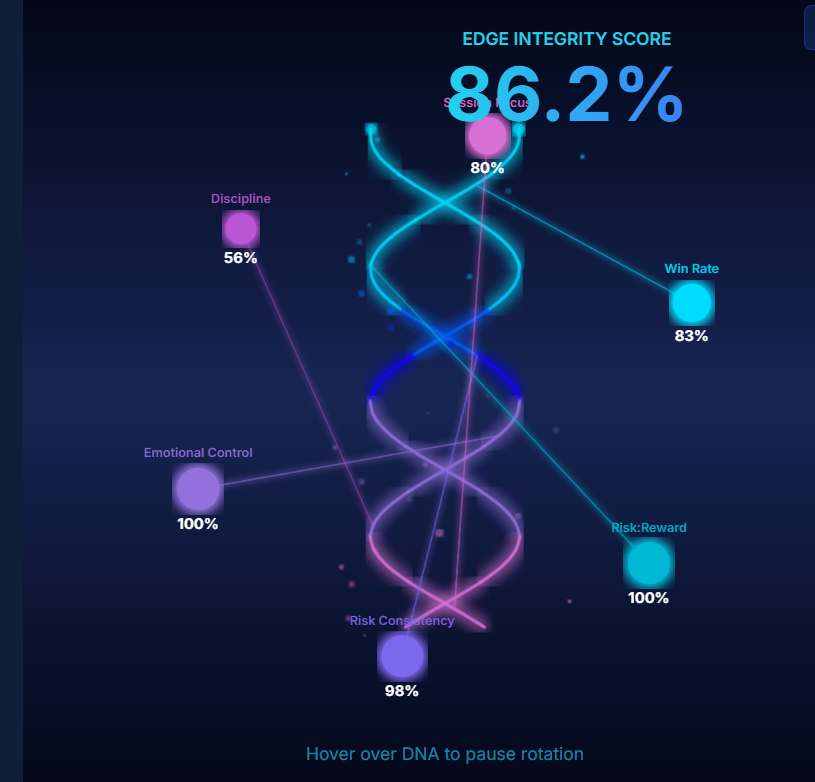 EDGE INTEGRITY SCORE
86.2%
Session Focus
80%
Discipline
56%
Win Rate
83%
Emotional Control
100%
Risk:Reward
100%
Risk Consistency
98%
Hover over DNA to pause rotation